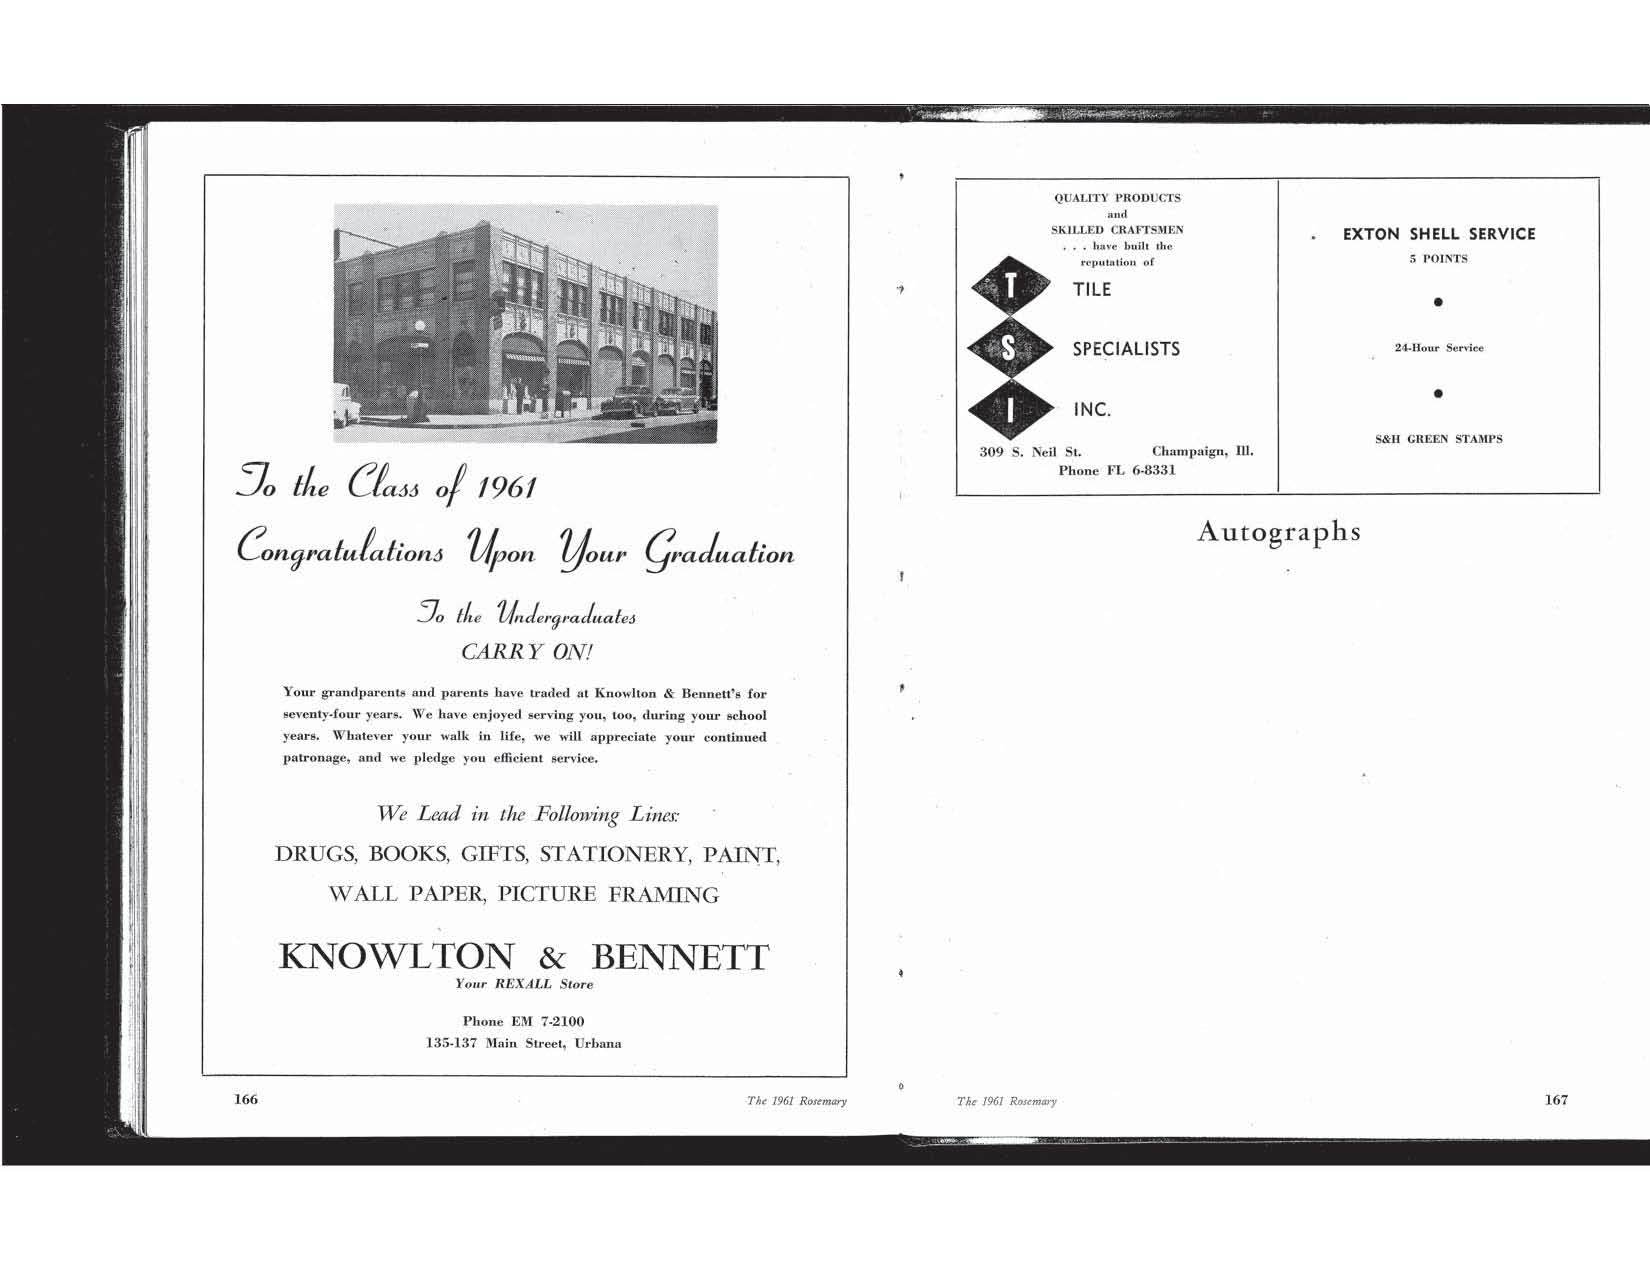 To the Class of 1961
Congratulations Upon Your Graduation
To the Undergraduates
CARRY ON!
Your grandparents and parents have traded at Knowlton & Bennett's for
seventy-four years. We have enjoyed serving you, too, during your school
years. Whatever your walk in life, we will appreciate your continued
patronage, and we pledge you efficient service.
We Lead in the Following Lines:
DRUGS, BOOKS, GIFTS, STATIONERY, PAINT,
WALL PAPER, PICTURE FRAMING
KNOWLTON & BENNETT
Your REXALL Store
Phone EM 7-2100
135-137 Main Street, Urbana
166
The 1961 Rosemary
QUALITY PRODUCTS
and
SKILLED CRAFTSMEN
. . . have built the
reputation of
T TILE
S SPECIALISTS
I INC.
309 S. Neil St. Champaign, Ill.
Phone FL 6-8331
EXTON SHELL SERVICE
5 POINTS
24-Hour Service
S&H GREEN STAMPS
Autographs
The 1961 Rosemary
167